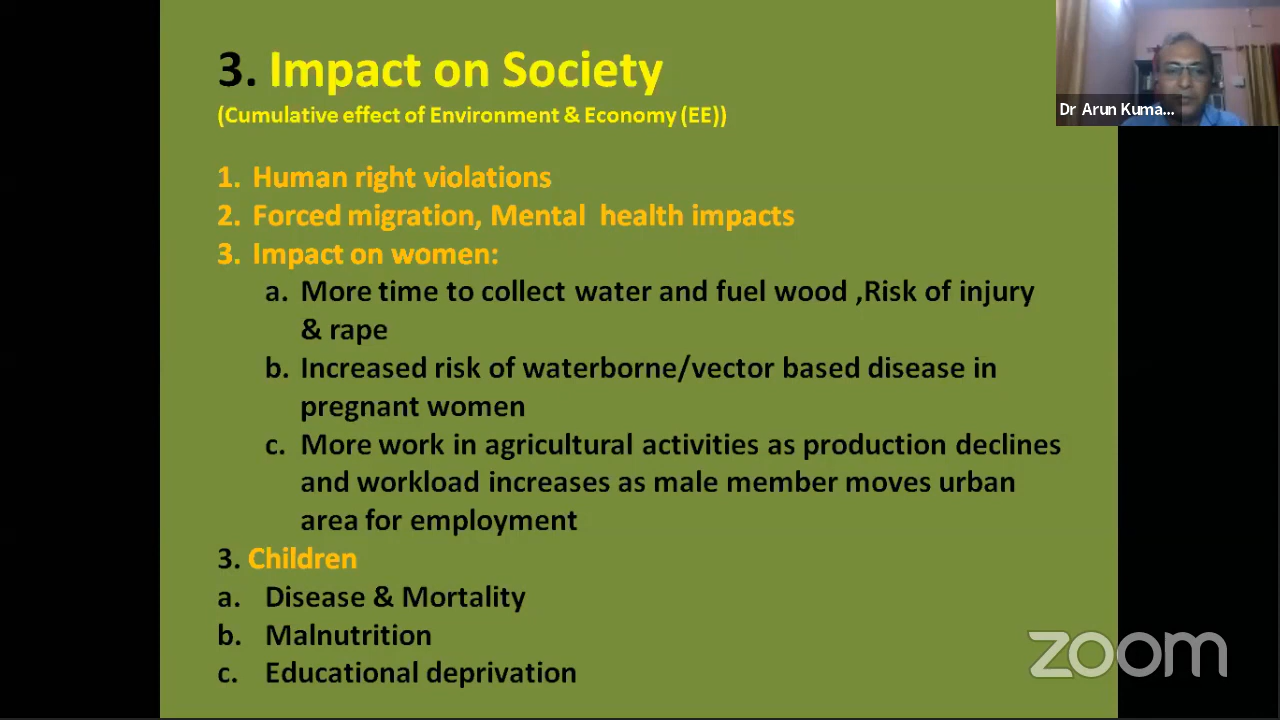 3. Impact on Society
(Cumulative effect of Environment & Economy (EE))
Dr Arun Kuma...
1. Human right violations
2. Forced migration, Mental health impacts
3. Impact on women:
a. More time to collect water and fuel wood ,Risk of injury
& rape
b. Increased risk of waterborne/vector based disease in
pregnant women
c. More work in agricultural activities as production declines
and workload increases as male member moves urban
area for employment
3. Children
a. Disease & Mortality
b. Malnutrition
c. Educational deprivation
zoom